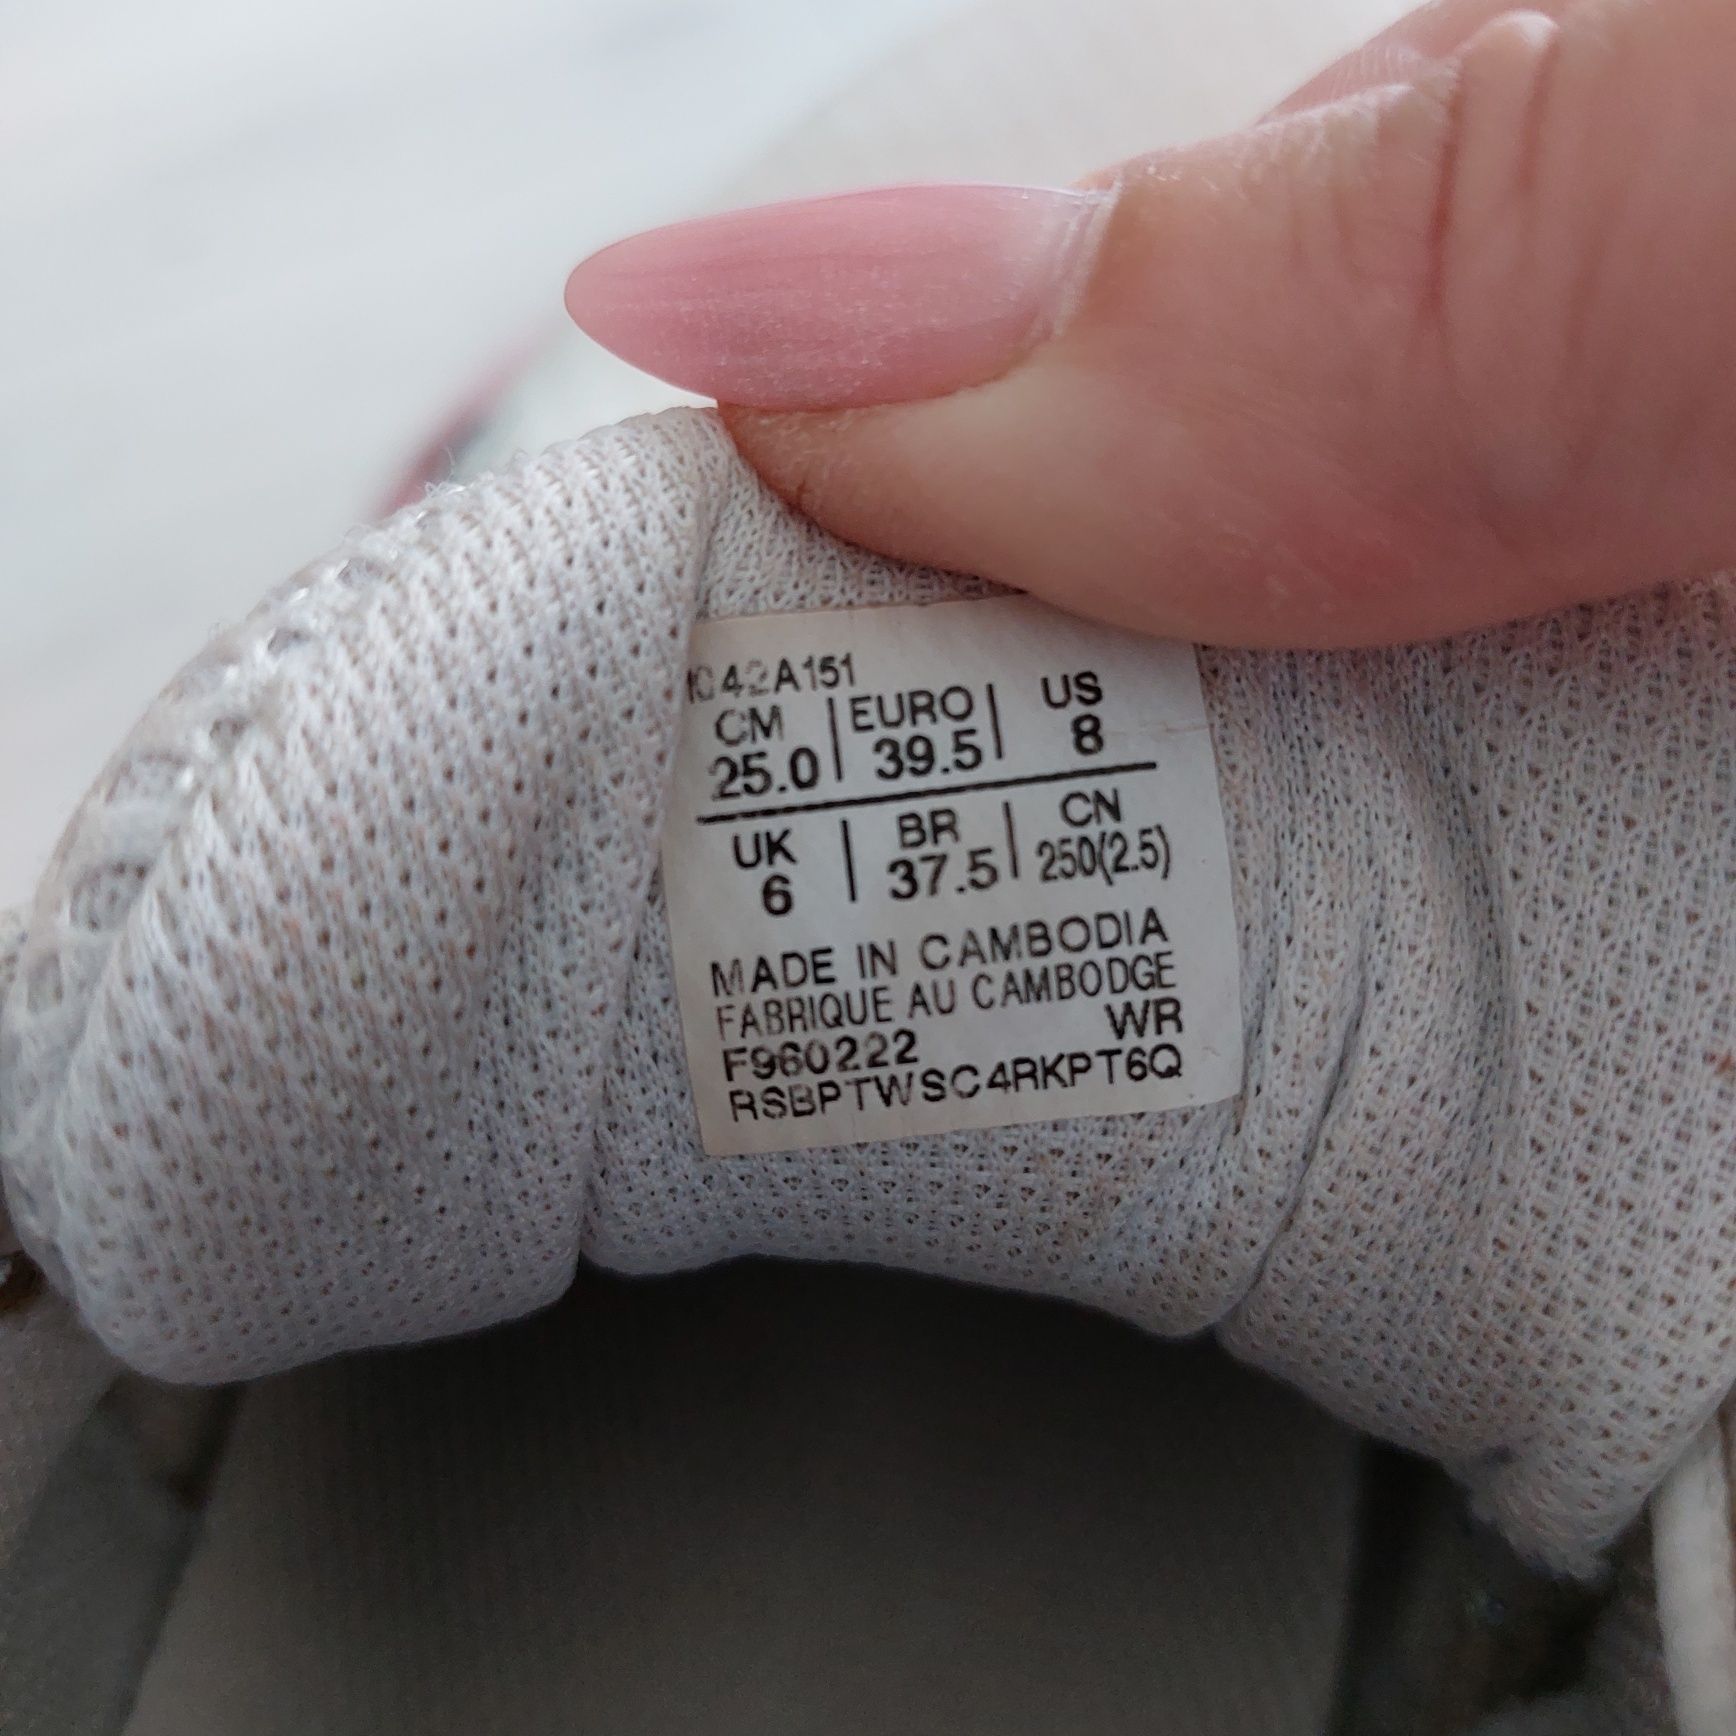 1042A151
CM | EURO | US
25.0 | 39.5 | 8
UK | BR | CN
6 | 37.5 | 250(2.5)
MADE IN CAMBODIA
FABRIQUE AU CAMBODGE
F960222 WR
RSBPTWSC4RKPT6Q